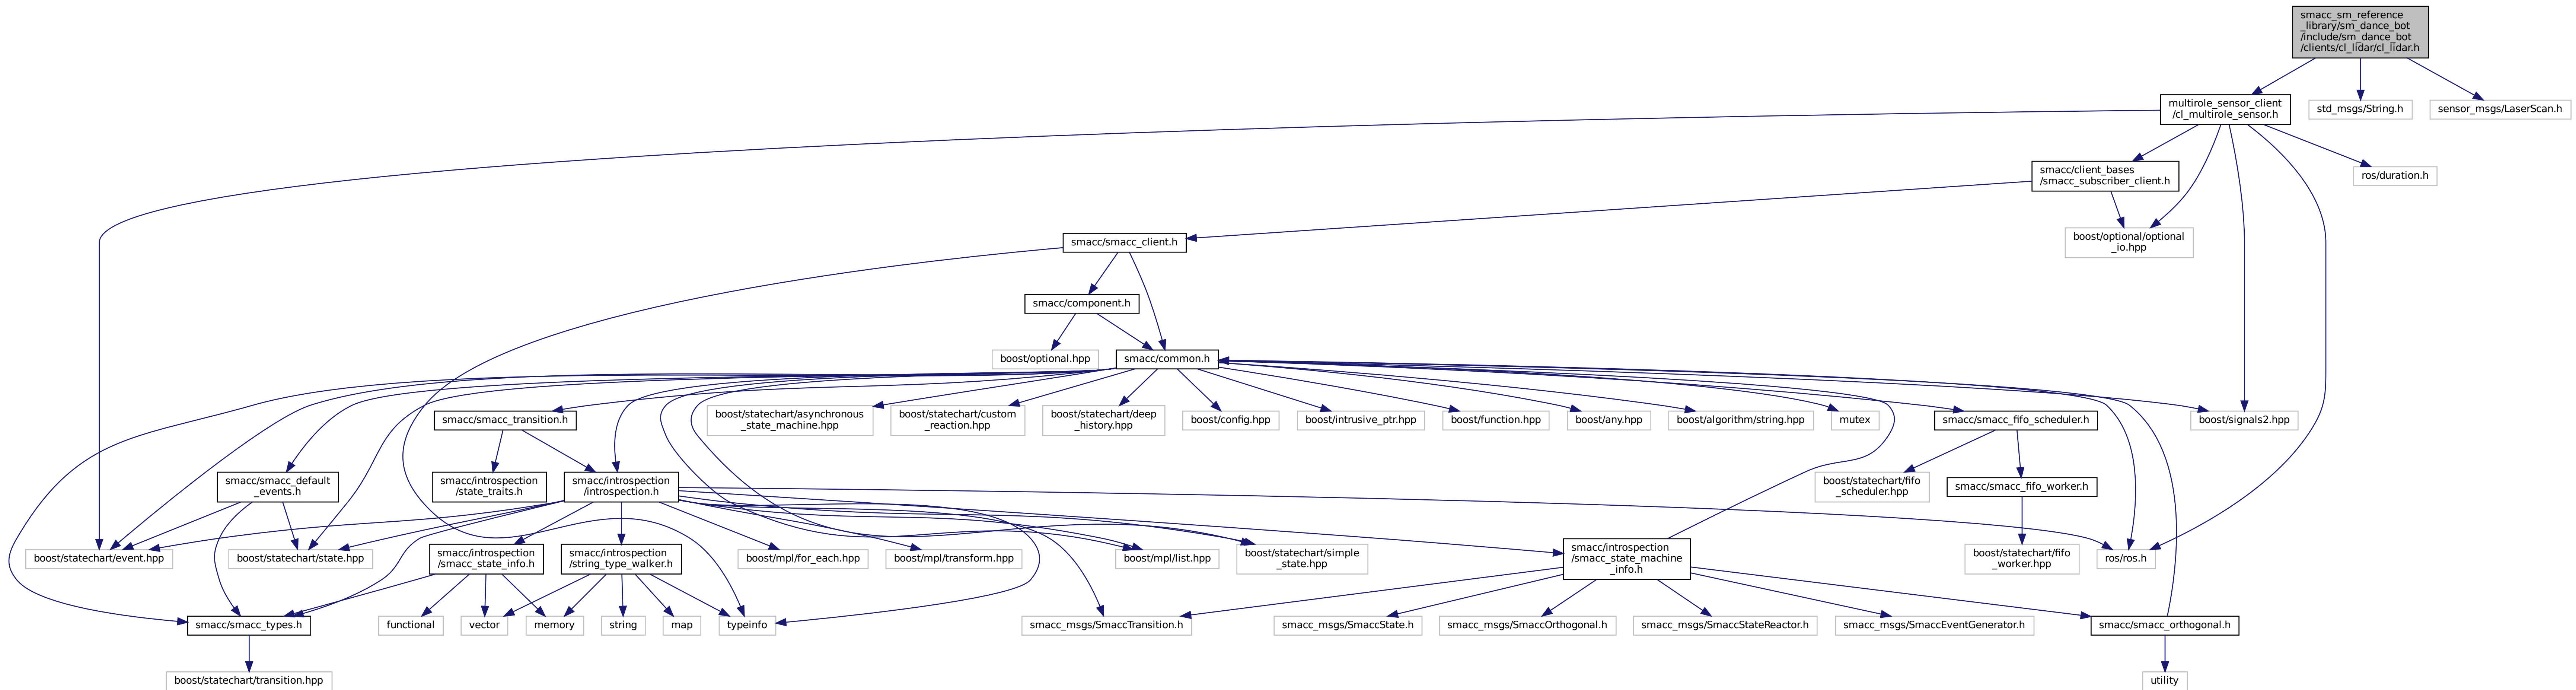 smacc_sm_reference
_library/sm_dance_bot
/include/sm_dance_bot
/clients/cl_lidar/cl_lidar.h
multirole_sensor_client
/cl_multirole_sensor.h
std_msgs/String.h
sensor_msgs/LaserScan.h
smacc/client_bases
/smacc_subscriber_client.h
ros/duration.h
smacc/smacc_client.h
boost/optional/optional
_io.hpp
smacc/component.h
boost/optional.hpp
smacc/common.h
smacc/smacc_transition.h
boost/statechart/asynchronous
_state_machine.hpp
boost/statechart/custom
_reaction.hpp
boost/statechart/deep
_history.hpp
boost/config.hpp
boost/intrusive_ptr.hpp
boost/function.hpp
boost/any.hpp
boost/algorithm/string.hpp
mutex
smacc/smacc_fifo_scheduler.h
boost/signals2.hpp
smacc/smacc_default
_events.h
smacc/introspection
/state_traits.h
smacc/introspection
/introspection.h
boost/statechart/fifo
_scheduler.hpp
smacc/smacc_fifo_worker.h
boost/statechart/event.hpp
boost/statechart/state.hpp
smacc/introspection
/smacc_state_info.h
smacc/introspection
/string_type_walker.h
boost/mpl/for_each.hpp
boost/mpl/transform.hpp
boost/mpl/list.hpp
boost/statechart/simple
_state.hpp
smacc/introspection
/smacc_state_machine
_info.h
boost/statechart/fifo
_worker.hpp
ros/ros.h
smacc/smacc_types.h
functional
vector
memory
string
map
typeinfo
smacc_msgs/SmaccTransition.h
smacc_msgs/SmaccState.h
smacc_msgs/SmaccOrthogonal.h
smacc_msgs/SmaccStateReactor.h
smacc_msgs/SmaccEventGenerator.h
smacc/smacc_orthogonal.h
boost/statechart/transition.hpp
utility